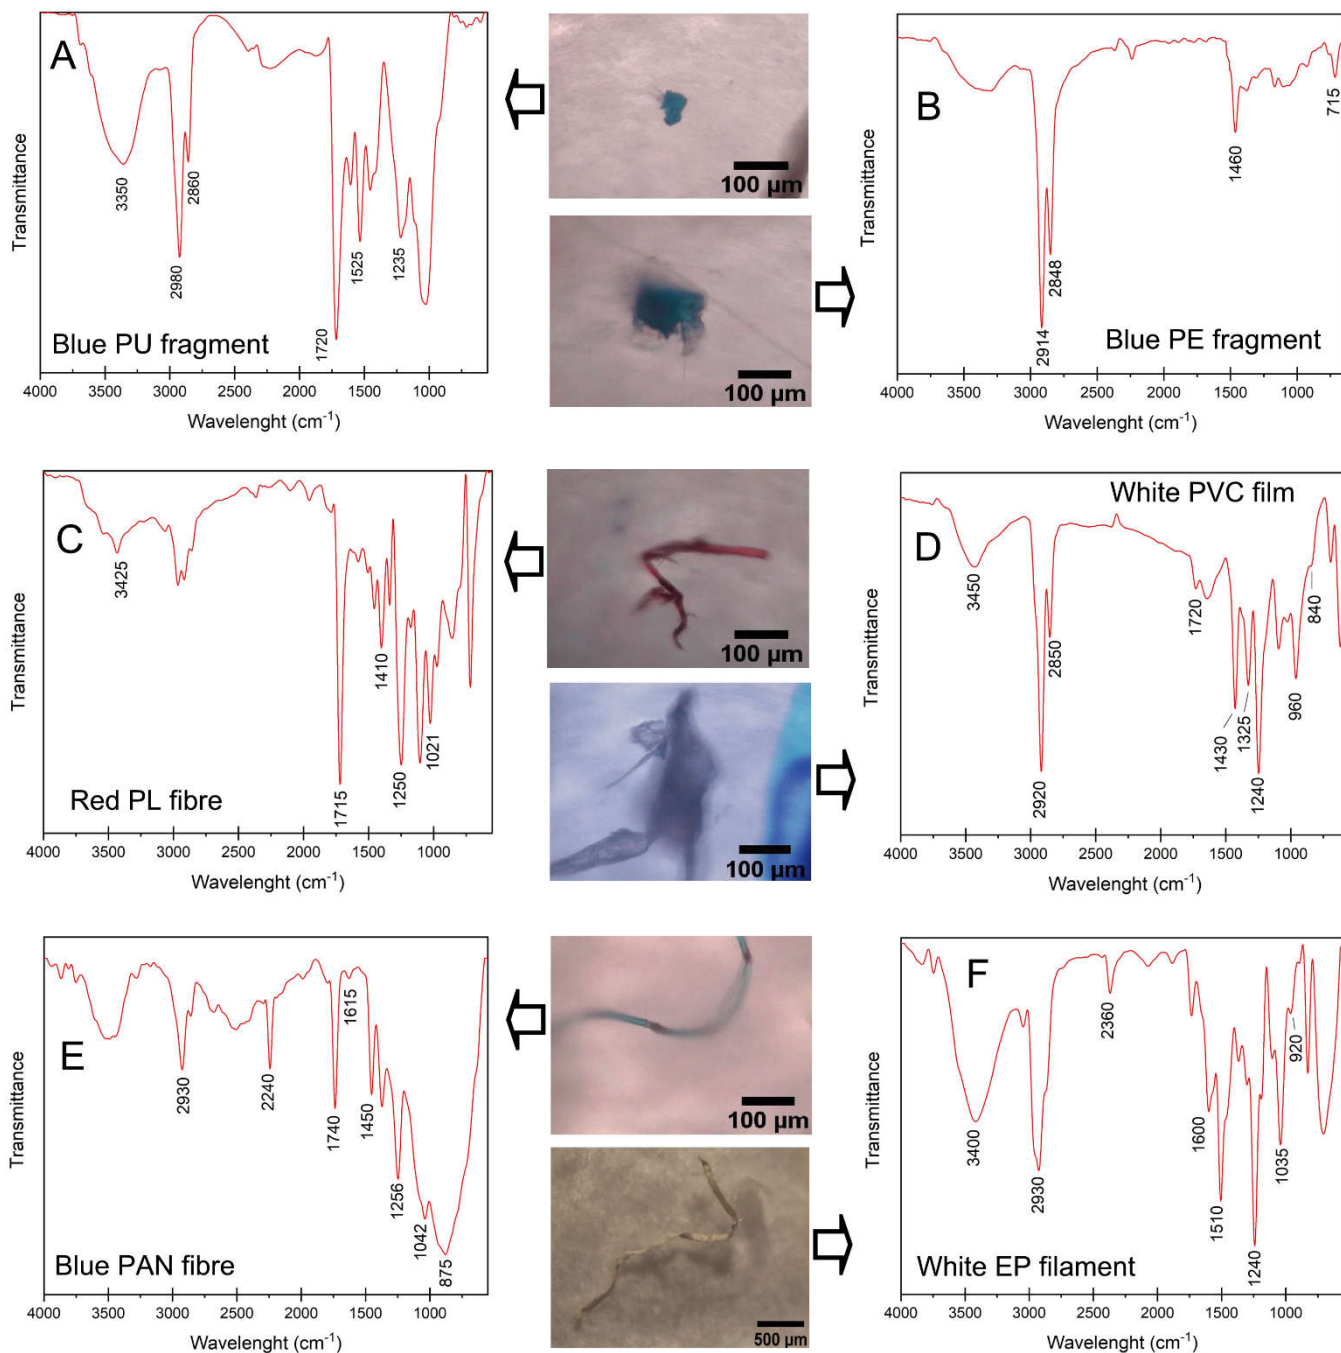 A
Transmittance
3350
2980
2860
1720
1525
1235
Blue PU fragment
4000 3500 3000 2500 2000 1500 1000
Wavelenght (cm-1)
100 µm
100 µm
B
Transmittance
2914
2848
1460
715
Blue PE fragment
4000 3500 3000 2500 2000 1500 1000
Wavelenght (cm-1)
C
Transmittance
3425
1715
1410
1250
1021
Red PL fibre
4000 3500 3000 2500 2000 1500 1000
Wavelenght (cm-1)
100 µm
100 µm
White PVC film
D
Transmittance
3450
2920
2850
1720
1430
1325
1240
960
840
4000 3500 3000 2500 2000 1500 1000
Wavelenght (cm-1)
E
Transmittance
2930
2240
1740
1615
1450
1256
1042
875
Blue PAN fibre
4000 3500 3000 2500 2000 1500 1000
Wavelenght (cm-1)
100 µm
500 µm
F
Transmittance
3400
2930
2360
1600
1510
1240
1035
920
White EP filament
4000 3500 3000 2500 2000 1500 1000
Wavelenght (cm-1)